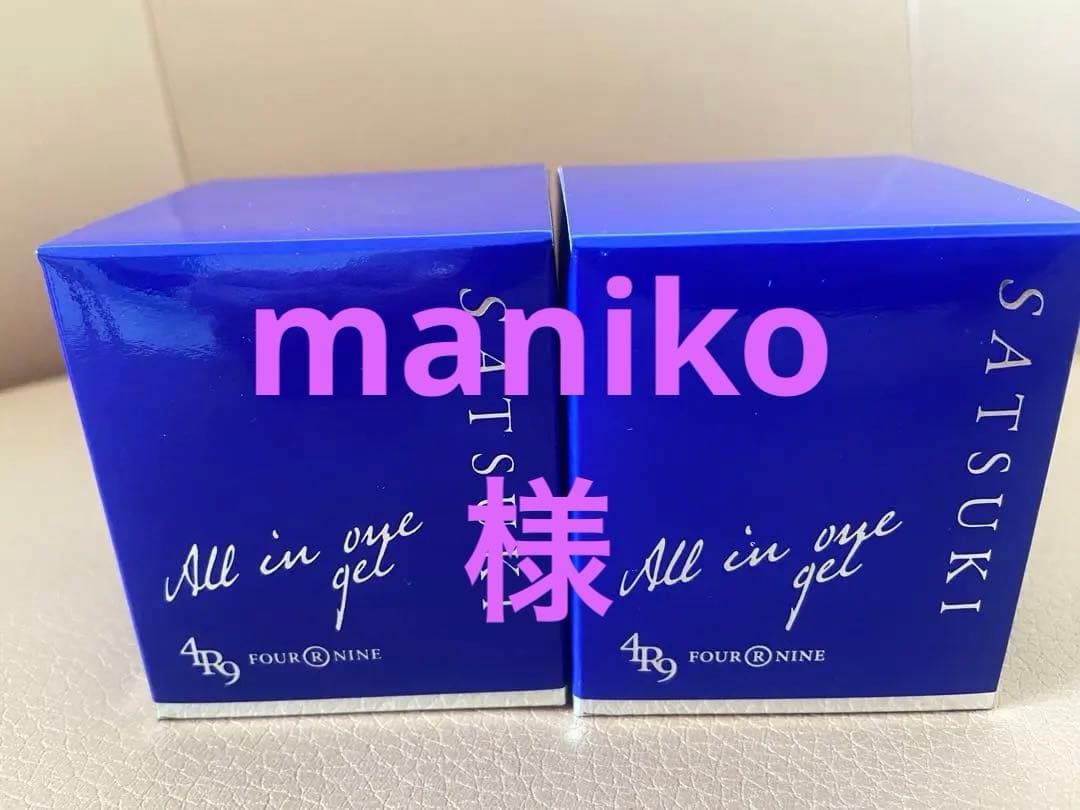 maniko
様
SATSUKI
All in one
gel
4R9 FOUR R NINE
SATSUKI
All in one
gel
4R9 FOUR R NINE